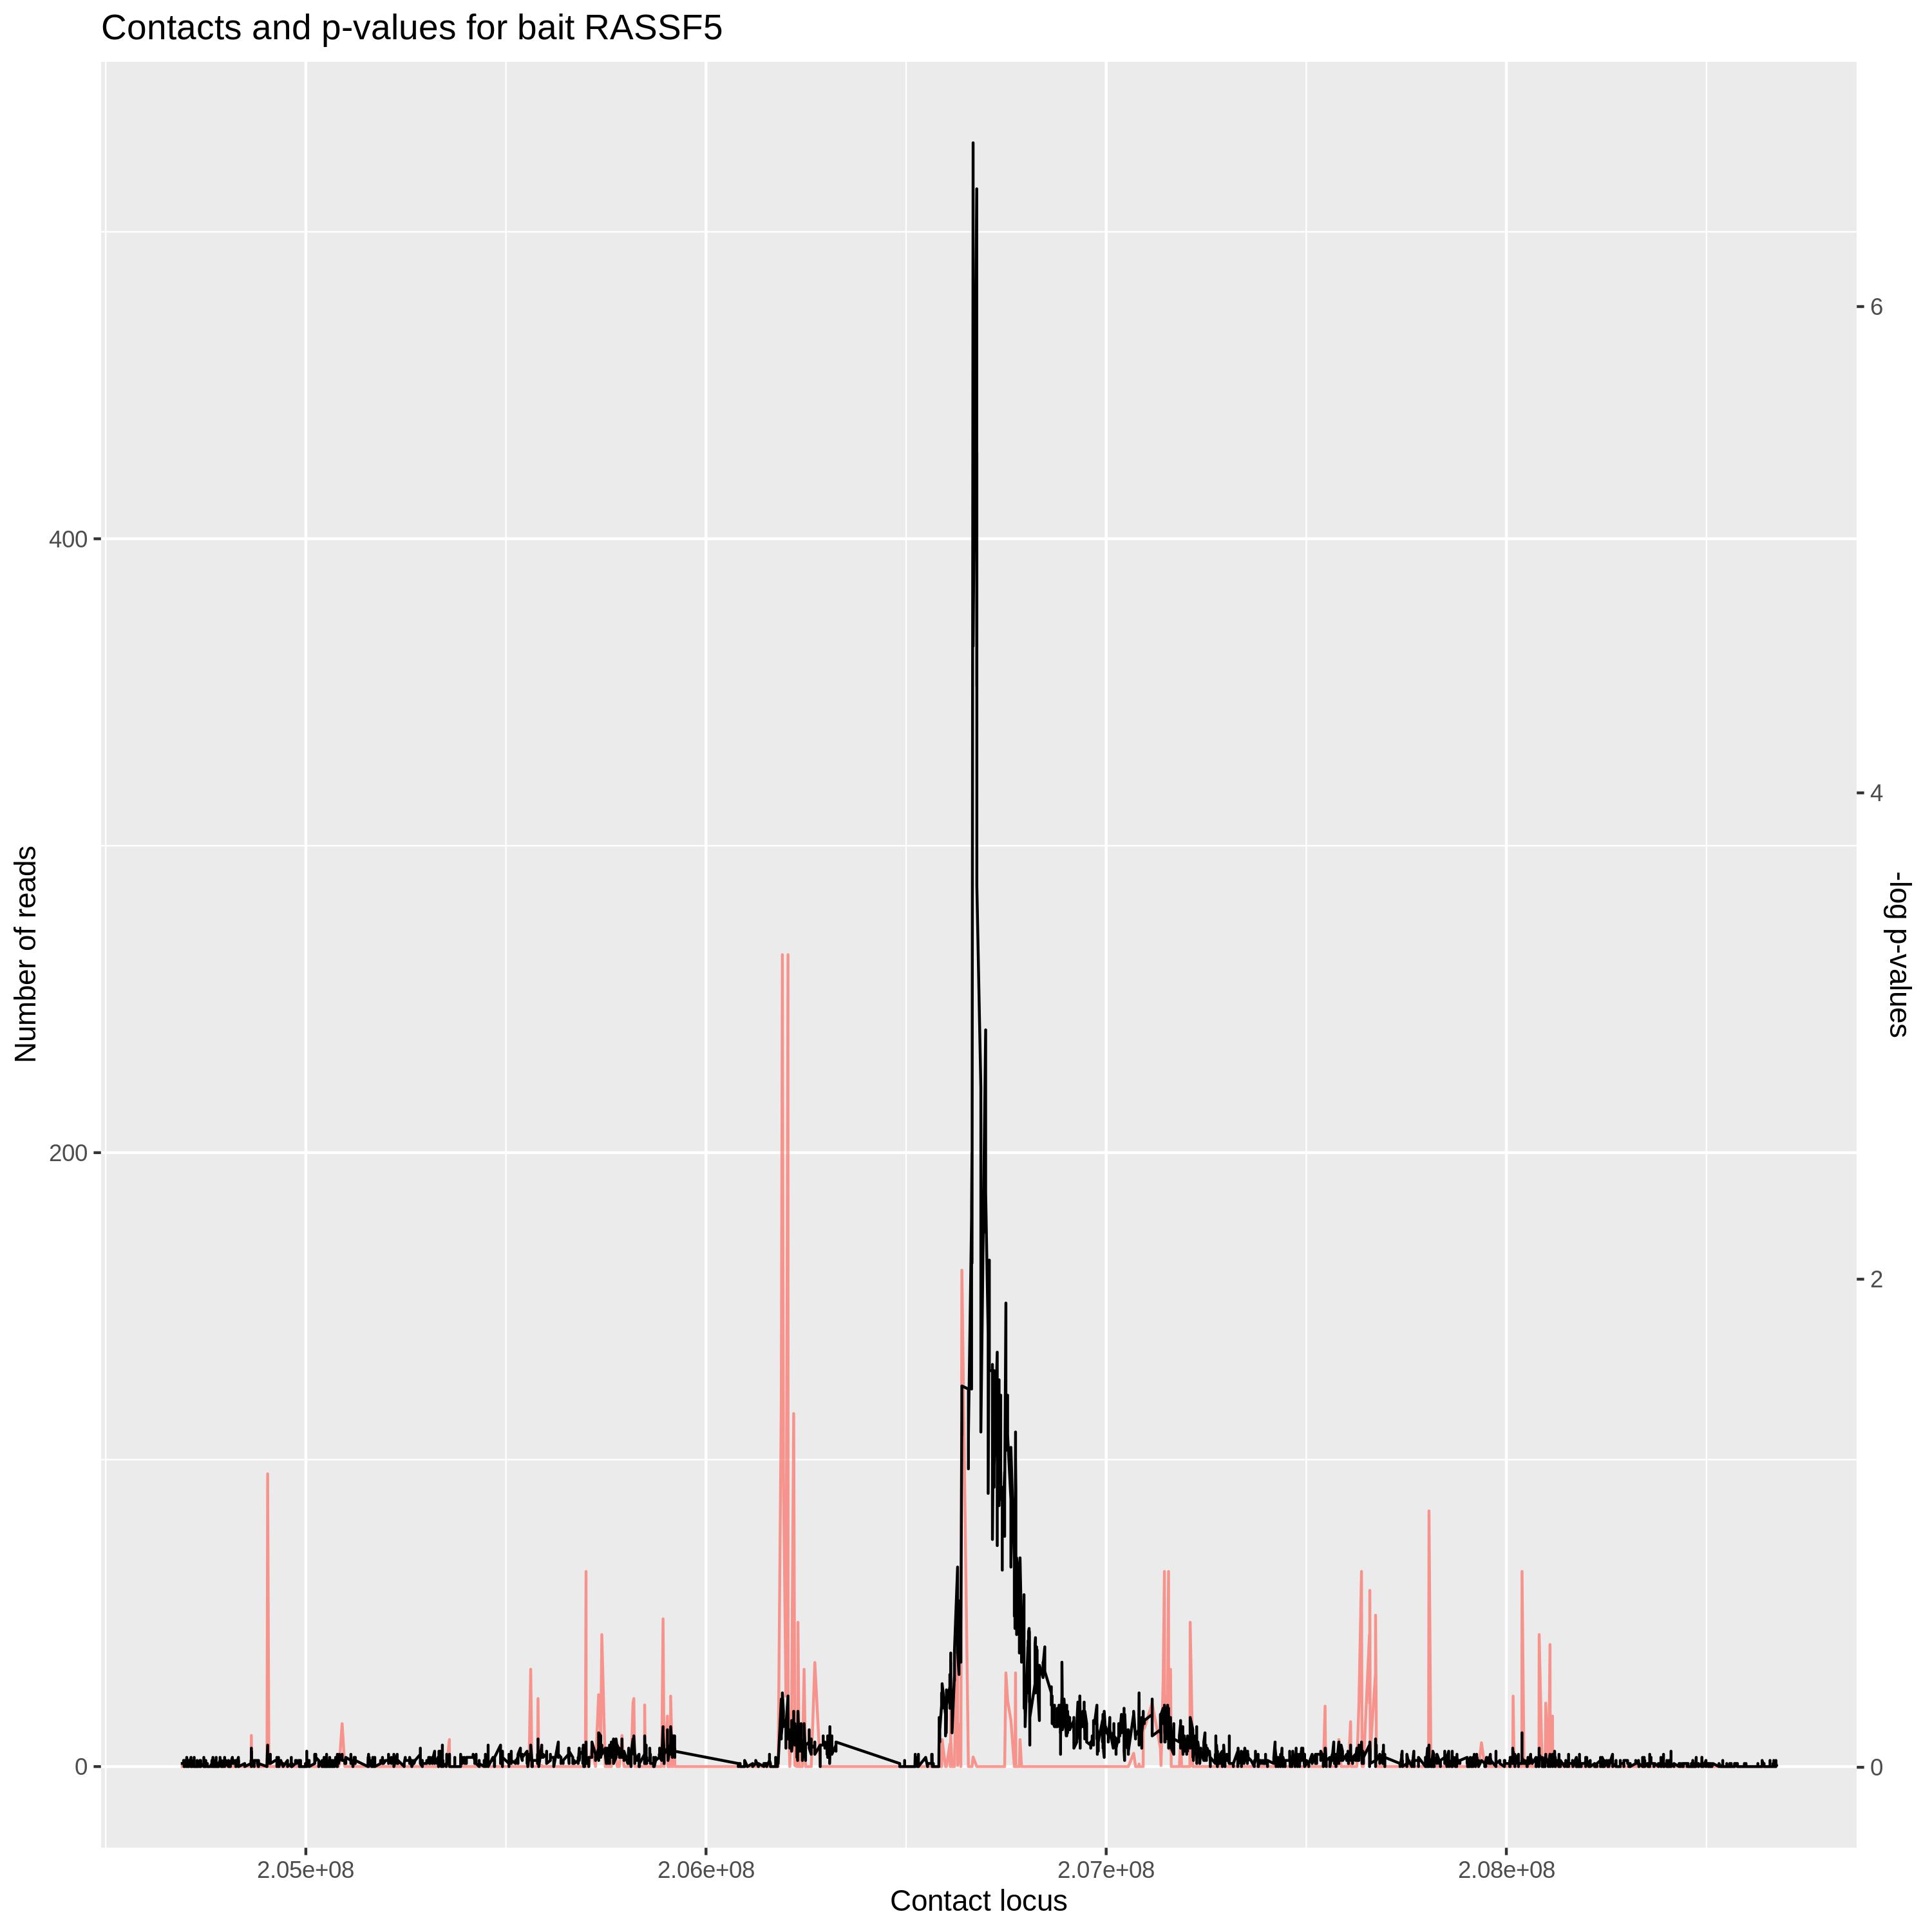 Contacts and p-values for bait RASSF5
Number of reads
400
200
0
6
4
2
0
-log p-values
2.05e+08 2.06e+08 2.07e+08 2.08e+08
Contact locus